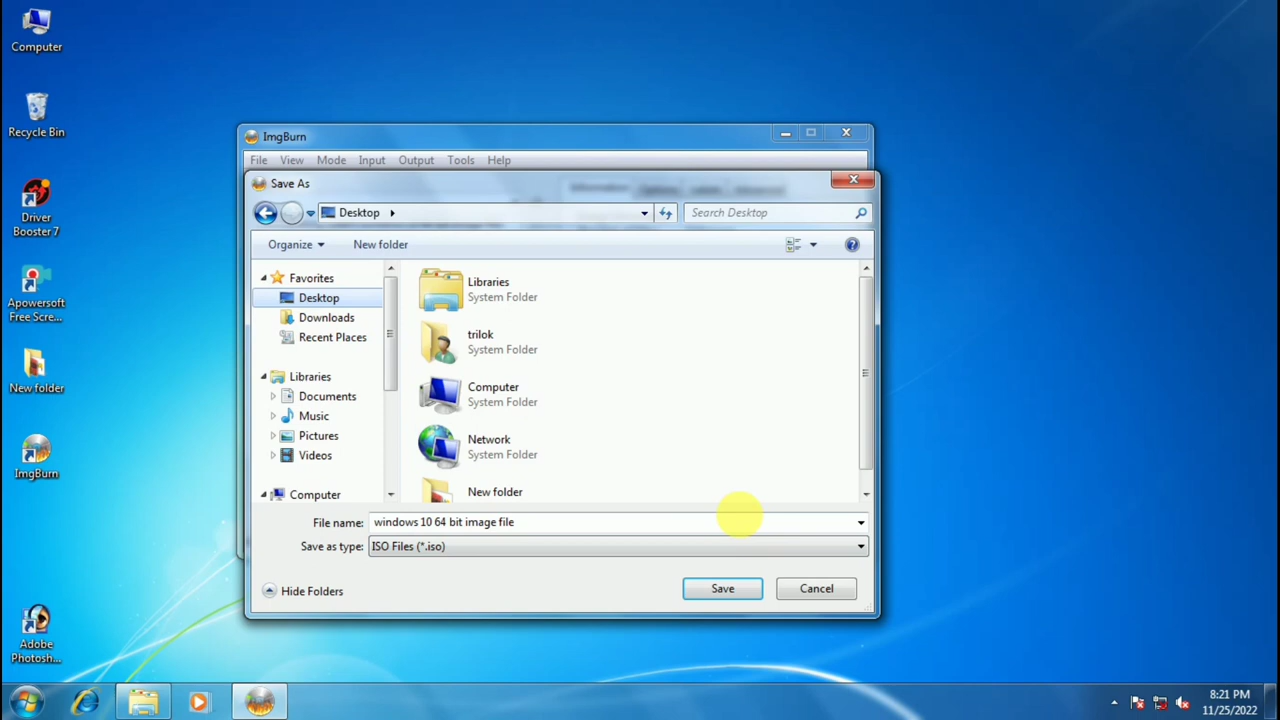 Computer
Recycle Bin
Driver
Booster 7
Apowersoft
Free Scre...
New folder
ImgBurn
Adobe
Photosh...
ImgBurn
File View Mode Input Output Tools Help
Save As
Desktop
Search Desktop
Organize
New folder
Favorites
Desktop
Downloads
Recent Places
Libraries
Documents
Music
Pictures
Videos
Computer
Libraries
System Folder
trilok
System Folder
Computer
System Folder
Network
System Folder
New folder
File name: windows 10 64 bit image file
Save as type: ISO Files (*.iso)
Hide Folders
Save
Cancel
8:21 PM
11/25/2022